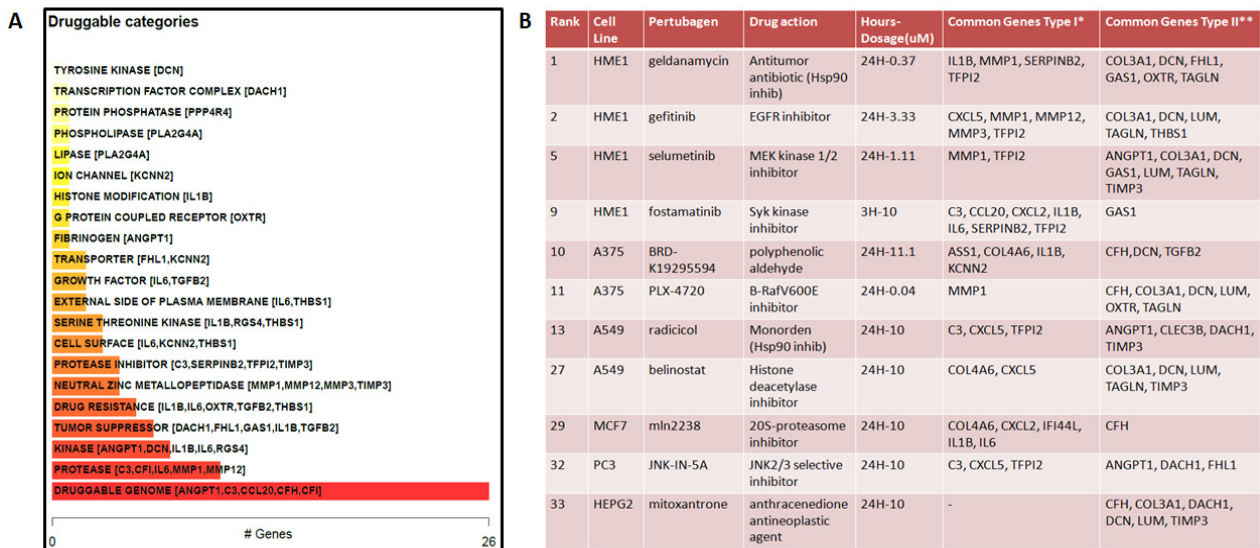 A
Druggable categories
TYROSINE KINASE [DCN]
TRANSCRIPTION FACTOR COMPLEX [DACH1]
PROTEIN PHOSPHATASE [PPP4R4]
PHOSPHOLIPASE [PLA2G4A]
LIPASE [PLA2G4A]
ION CHANNEL [KCNN2]
HISTONE MODIFICATION [IL1B]
G PROTEIN COUPLED RECEPTOR [OXTR]
FIBRINOGEN [ANGPT1]
TRANSPORTER [FHL1,KCNN2]
GROWTH FACTOR [IL6,TGFB2]
EXTERNAL SIDE OF PLASMA MEMBRANE [IL6,THBS1]
SERINE THREONINE KINASE [IL1B,RGS4,THBS1]
CELL SURFACE [IL6,KCNN2,THBS1]
PROTEASE INHIBITOR [C3,SERPINB2,TFPI2,TIMP3]
NEUTRAL ZINC METALLOPEPTIDASE [MMP1,MMP12,MMP3,TIMP3]
DRUG RESISTANCE [IL1B,IL6,OXTR,TGFB2,THBS1]
TUMOR SUPPRESSOR [DACH1,FHL1,GAS1,IL1B,TGFB2]
KINASE [ANGPT1,DCN,IL1B,IL6,RGS4]
PROTEASE [C3,CFI,IL6,MMP1,MMP12]
DRUGGABLE GENOME [ANGPT1,C3,CCL20,CFH,CFI]
# Genes
0 26
B
Rank Cell Pertubagen Drug action Hours- Common Genes Type I* Common Genes Type II**
Line Dosage(uM)
1 HME1 geldanamycin Antitumor 24H-0.37 IL1B, MMP1, SERPINB2, COL3A1, DCN, FHL1,
antibiotic (Hsp90 TFPI2 GAS1, OXTR, TAGLN
inhib)
2 HME1 gefitinib EGFR inhibitor 24H-3.33 CXCL5, MMP1, MMP12, COL3A1, DCN, LUM,
MMP3, TFPI2 TAGLN, THBS1
5 HME1 selumetinib MEK kinase 1/2 24H-1.11 MMP1, TFPI2 ANGPT1, COL3A1, DCN,
inhibitor GAS1, LUM, TAGLN,
TIMP3
9 HME1 fostamatinib Syk kinase 3H-10 C3, CCL20, CXCL2, IL1B, GAS1
inhibitor IL6, SERPINB2, TFPI2
10 A375 BRD- polyphenolic 24H-11.1 ASS1, COL4A6, IL1B, CFH,DCN, TGFB2
K19295594 aldehyde KCNN2
11 A375 PLX-4720 B-RafV600E 24H-0.04 MMP1 CFH, COL3A1, DCN, LUM,
inhibitor OXTR, TAGLN
13 A549 radicicol Monorden 24H-10 C3, CXCL5, TFPI2 ANGPT1, CLEC3B, DACH1,
(Hsp90 inhib) TIMP3
27 A549 belinostat Histone 24H-10 COL4A6, CXCL5 COL3A1, DCN, LUM,
deacetylase TAGLN, TIMP3
inhibitor
29 MCF7 mln2238 20S-proteasome 24H-10 COL4A6, CXCL2, IFI44L, CFH
inhibitor IL1B, IL6
32 PC3 JNK-IN-5A JNK2/3 selective 24H-10 C3, CXCL5, TFPI2 ANGPT1, DACH1, FHL1
inhibitor
33 HEPG2 mitoxantrone anthracenedione 24H-10 - CFH, COL3A1, DACH1,
antineoplastic DCN, LUM, TIMP3
agent